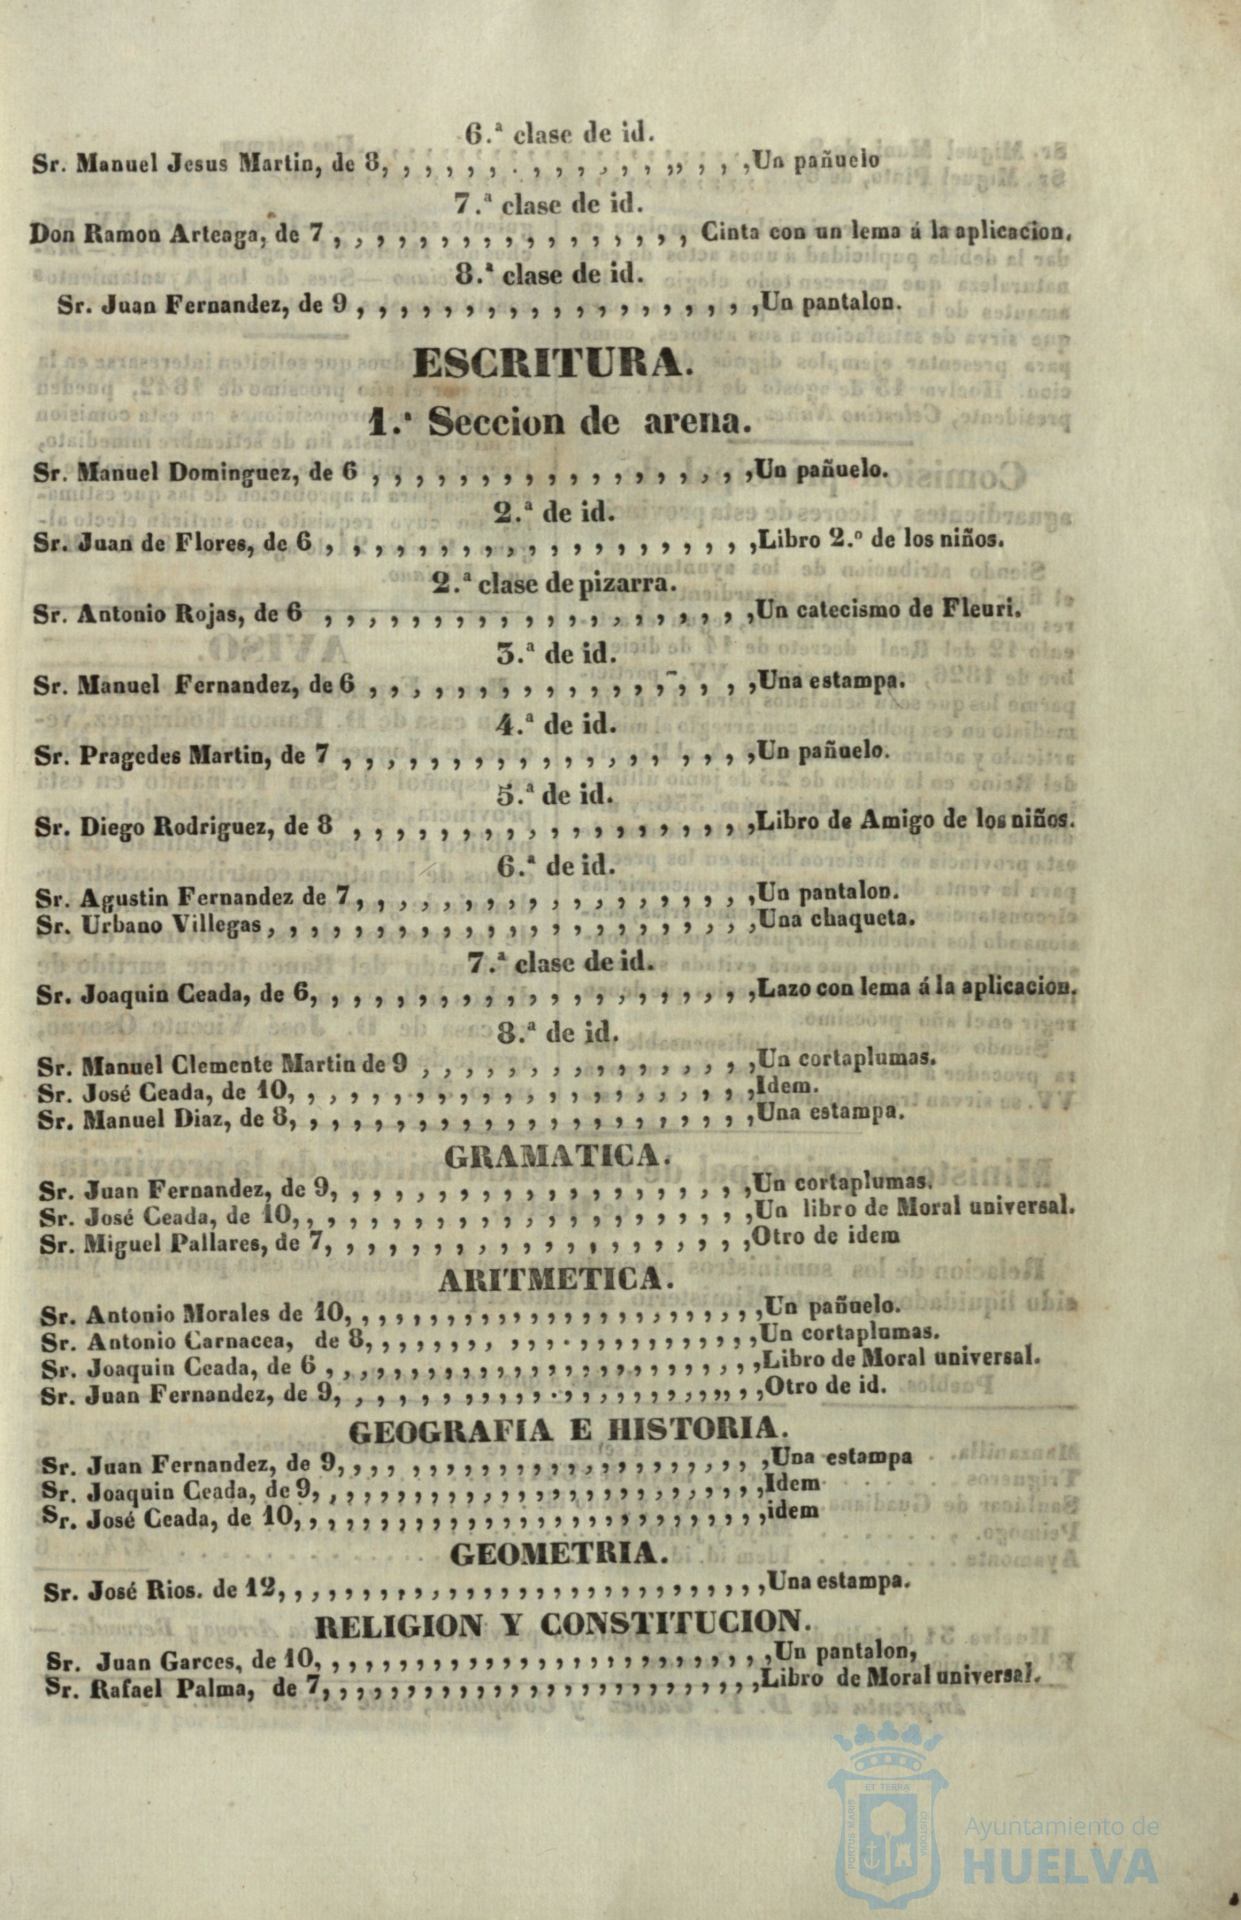 6.ª clase de id.
Sr. Manuel Jesus Martin, de 8, , , , , , . , , , , , , ,, , , ,Un pañuelo
7.ª clase de id.
Don Ramon Arteaga, de 7 , , , , , , , , , , , , , , , , , Cinta con un lema á la aplicacion.
8.ª clase de id.
Sr. Juan Fernandez, de 9 , , , , , , , , , , , , , , , , , , ,Un pantalon.
ESCRITURA.
1.ª Seccion de arena.
Sr. Manuel Dominguez, de 6 , , , , , , , , , , , , , , , , , ,Un pañuelo.
2.ª de id.
Sr. Juan de Flores, de 6 , , , , , , , , , , , , , , , , , , , ,Libro 2.º de los niños.
2.ª clase de pizarra.
Sr. Antonio Rojas, de 6 , , , , , , , , , , , , , , , , , , , ,Un catecismo de Fleuri.
3.ª de id.
Sr. Manuel Fernandez, de 6 , , , , , , , , , , , , , , , , , ,Una estampa.
4.ª de id.
Sr. Pragedes Martin, de 7 , , , , , , , , , , , , , , , , , , ,Un pañuelo.
5.ª de id.
Sr. Diego Rodriguez, de 8 , , , , , , , , , , , , , , , , , , ,Libro de Amigo de los niños.
6.ª de id.
Sr. Agustin Fernandez de 7, , , , , , , , , , , , , , , , , , ,Un pantalon.
Sr. Urbano Villegas, , , , , , , , , , , , , , , , , , , , , , ,Una chaqueta.
7.ª clase de id.
Sr. Joaquin Ceada, de 6, , , , , , , , , , , , , , , , , , , , ,Lazo con lema á la aplicacion.
8.ª de id.
Sr. Manuel Clemente Martin de 9 , , , , , , , , , , , , , , , ,Un cortaplumas.
Sr. José Ceada, de 10, , , , , , , , , , , , , , , , , , , , , ,Idem.
Sr. Manuel Diaz, de 8, , , , , , , , , , , , , , , , , , , , , ,Una estampa.
GRAMATICA.
Sr. Juan Fernandez, de 9, , , , , , , , , , , , , , , , , , , ,Un cortaplumas.
Sr. José Ceada, de 10, , , , , , , , , , , , , , , , , , , , , ,Un libro de Moral universal.
Sr. Miguel Pallares, de 7, , , , , , , , , , , , , , , , , , , ,Otro de idem
ARITMETICA.
Sr. Antonio Morales de 10, , , , , , , , , , , , , , , , , , , , , , , ,Un pañuelo.
Sr. Antonio Carnacea, de 8, , , , , , , , , , , . , , , , , , , , , ,Un cortaplumas.
Sr. Joaquin Ceada, de 6 , , , , , , , , , , , , , , , , , , , , , , , , ,Libro de Moral universal.
Sr. Juan Fernandez, de 9, , , , , , , , , , . , , , , , , , ,,, , ,Otro de id.
GEOGRAFIA E HISTORIA.
Sr. Juan Fernandez, de 9, , , , , , , , , , , , , , , , , , , , , , ,Una estampa
Sr. Joaquin Ceada, de 9, , , , , , , , , , , , , , , , , , , , , , , , ,Idem
Sr. José Ceada, de 10, , , , , , , , , , , , , , , , , , , , , , , , , ,idem
GEOMETRIA.
Sr. José Rios. de 12, , , , , , , , , , , , , , , , , , , , , , , , , , ,Una estampa.
RELIGION Y CONSTITUCION.
Sr. Juan Garces, de 10, , , , , , , , , , , , , , , , , , , , , , , , , ,Un pantalon,
Sr. Rafael Palma, de 7, , , , , , , , , , , , , , , , , , , , , , , , , ,Libro de Moral universal.
ET TERRA
PORTUS MARIS
CUSTODIA
Ayuntamiento de
HUELVA